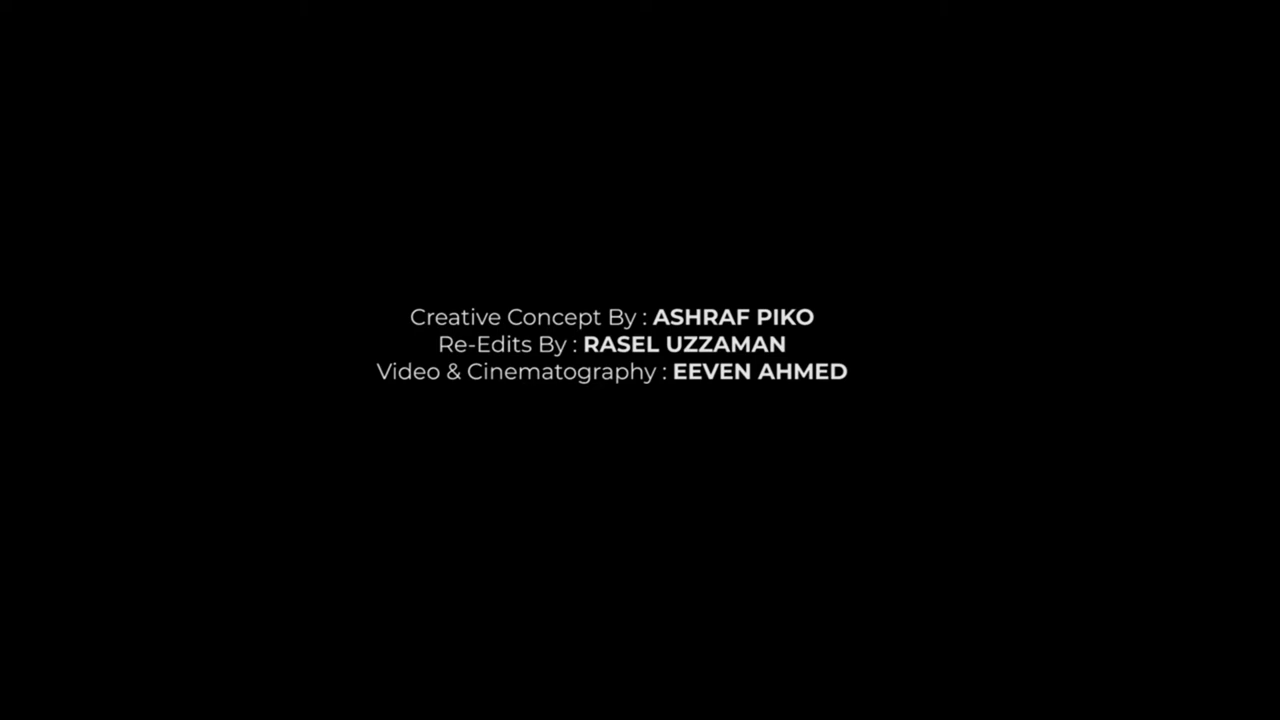 Creative Concept By : ASHRAF PIKO
Re-Edits By : RASEL UZZAMAN
Video & Cinematography : EEVEN AHMED